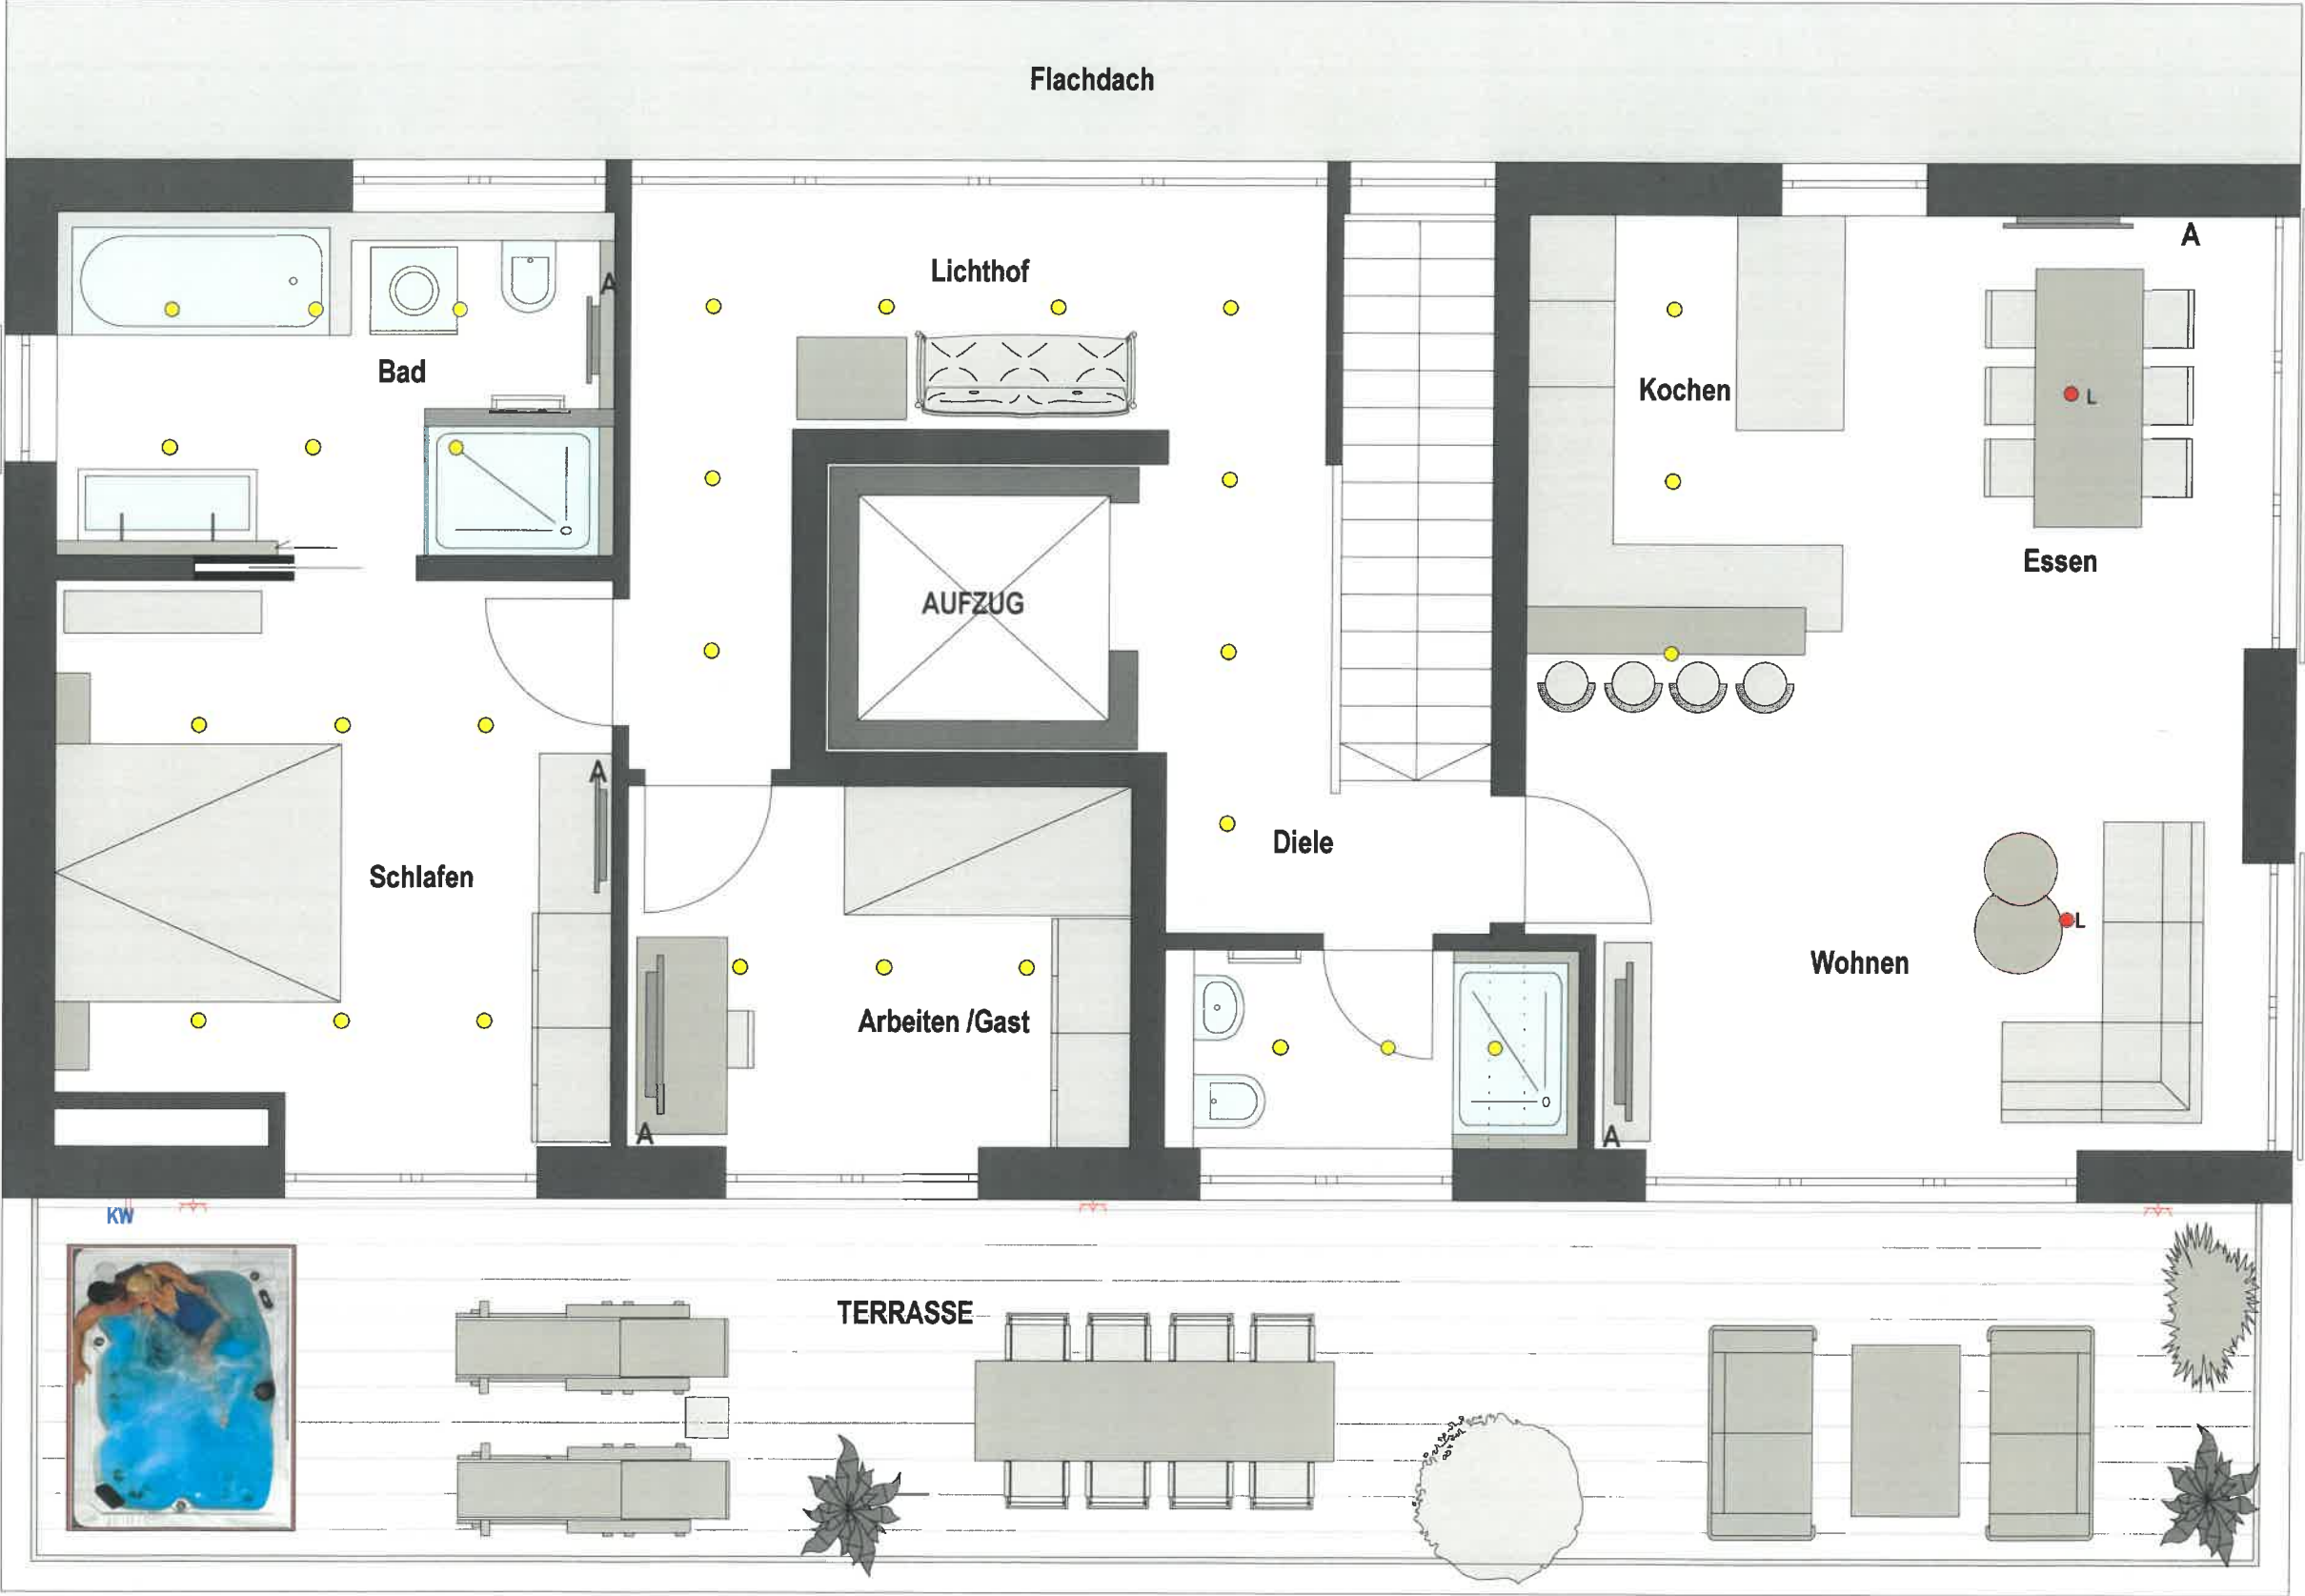 Flachdach
A
Lichthof
A
Bad
Kochen
L
Essen
AUFZUG
A
Diele
Schlafen
L
Wohnen
Arbeiten /Gast
A
A
KW
TERRASSE